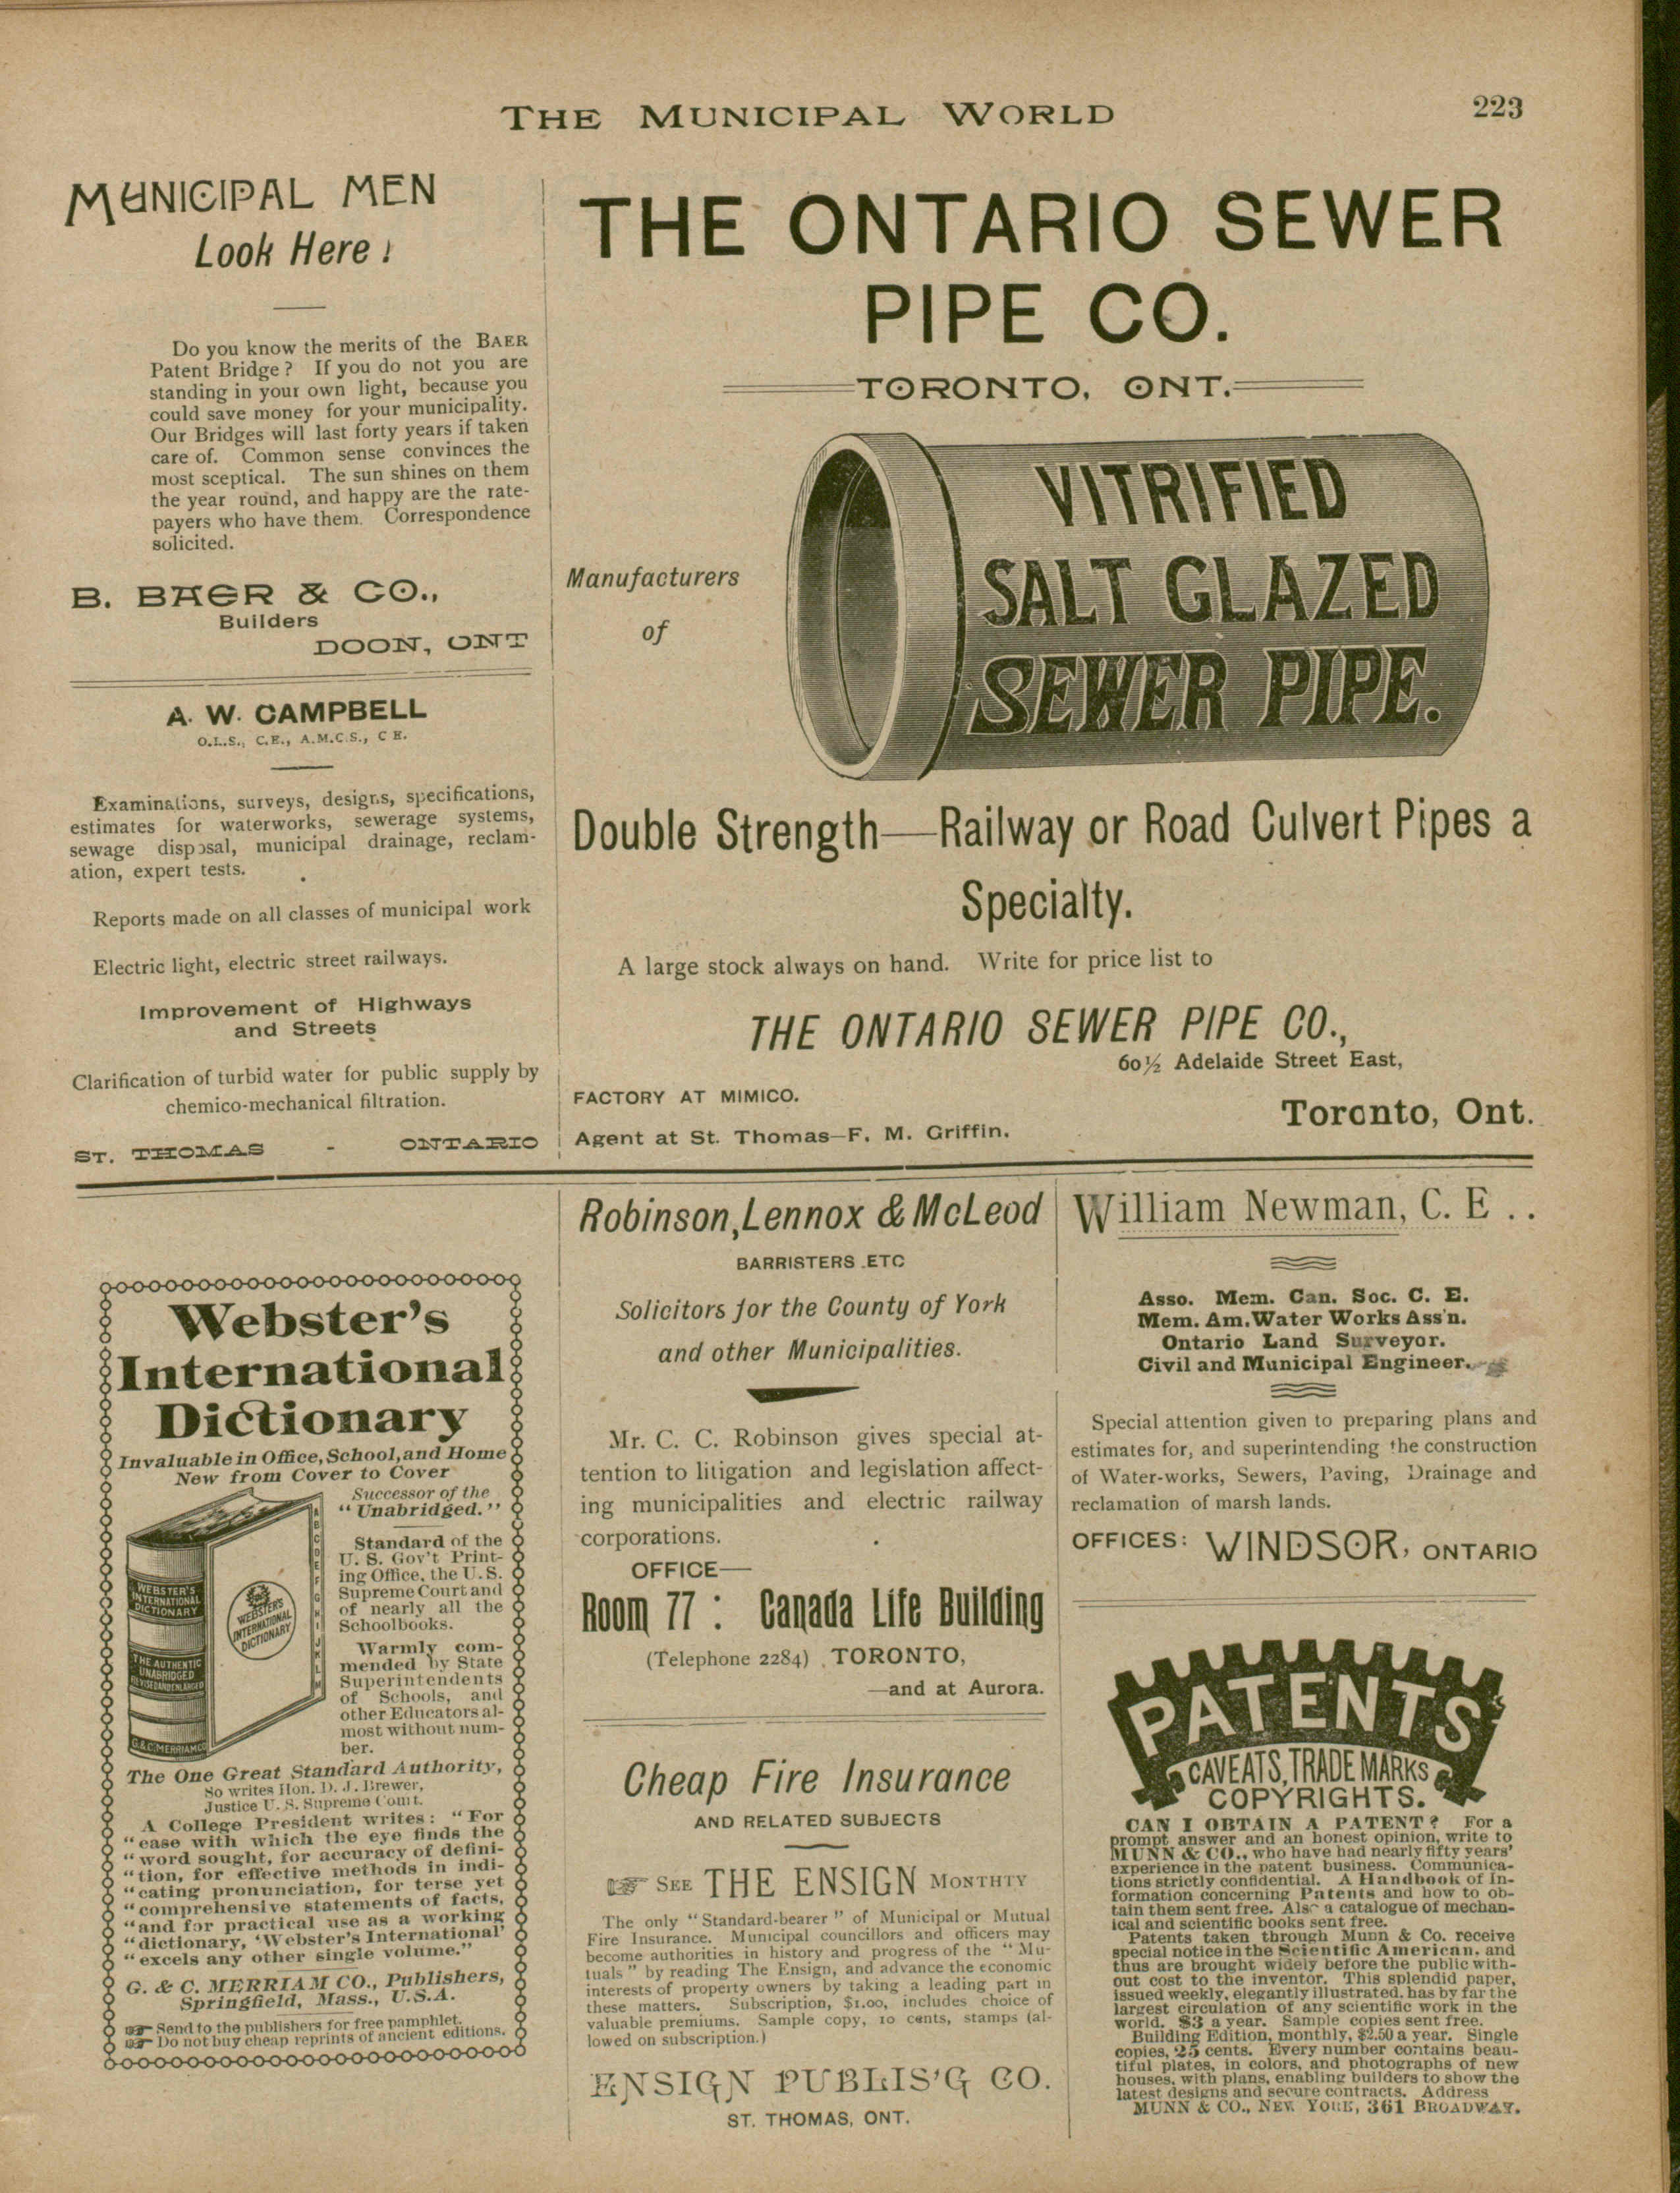 THE MUNICIPAL WORLD
223
MUNICIPAL MEN
Look Here !
Do you know the merits of the BAER
Patent Bridge ? If you do not you are
standing in your own light, because you
could save money for your municipality.
Our Bridges will last forty years if taken
care of. Common sense convinces the
most sceptical. The sun shines on them
the year round, and happy are the rate-
payers who have them. Correspondence
solicited.
B. BAER & CO.,
Builders
DOON, ONT
A. W. CAMPBELL
O.L.S., C.E., A.M.C.S., C E.
Examinations, surveys, designs, specifications,
estimates for waterworks, sewerage systems,
sewage disposal, municipal drainage, reclam-
ation, expert tests.
Reports made on all classes of municipal work
Electric light, electric street railways.
Improvement of Highways
and Streets
Clarification of turbid water for public supply by
chemico-mechanical filtration.
ST. THOMAS - ONTARIO
THE ONTARIO SEWER
PIPE CO.
TORONTO, ONT.
Manufacturers
of
VITRIFIED
SALT GLAZED
SEWER PIPE.
Double Strength—Railway or Road Culvert Pipes a
Specialty.
A large stock always on hand. Write for price list to
THE ONTARIO SEWER PIPE CO.,
60½ Adelaide Street East,
FACTORY AT MIMICO.
Toronto, Ont.
Agent at St. Thomas—F. M. Griffin.
Webster's
International
Dictionary
Invaluable in Office, School, and Home
New from Cover to Cover
Successor of the
"Unabridged."
Standard of the
U. S. Gov't Print-
ing Office, the U. S.
Supreme Court and
of nearly all the
Schoolbooks.
Warmly com-
mended by State
Superintendents
of Schools, and
other Educators al-
most without num-
ber.
WEBSTER'S
INTERNATIONAL
DICTIONARY
THE AUTHENTIC
UNABRIDGED
REVISED AND ENLARGED
G.&C. MERRIAM CO
WEBSTER'S
INTERNATIONAL
DICTIONARY
The One Great Standard Authority,
So writes Hon. D. J. Brewer,
Justice U. S. Supreme Court.
A College President writes: "For
"ease with which the eye finds the
"word sought, for accuracy of defini-
"tion, for effective methods in indi-
"cating pronunciation, for terse yet
"comprehensive statements of facts,
"and for practical use as a working
"dictionary, 'Webster's International'
"excels any other single volume."
G. & C. MERRIAM CO., Publishers,
Springfield, Mass., U.S.A.
Send to the publishers for free pamphlet.
Do not buy cheap reprints of ancient editions.
Robinson, Lennox & McLeod
BARRISTERS .ETC
Solicitors for the County of York
and other Municipalities.
Mr. C. C. Robinson gives special at-
tention to litigation and legislation affect-
ing municipalities and electric railway
corporations.
OFFICE—
Room 77 : Canada Life Building
(Telephone 2284) TORONTO,
—and at Aurora.
Cheap Fire Insurance
AND RELATED SUBJECTS
SEE THE ENSIGN MONTHTY
The only "Standard-bearer" of Municipal or Mutual
Fire Insurance. Municipal councillors and officers may
become authorities in history and progress of the "Mu-
tuals" by reading The Ensign, and advance the economic
interests of property owners by taking a leading part in
these matters. Subscription, $1.00, includes choice of
valuable premiums. Sample copy, 10 cents, stamps (al-
lowed on subscription.)
ENSIGN PUBLIS'G CO.
ST. THOMAS, ONT.
William Newman, C. E . .
Asso. Mem. Can. Soc. C. E.
Mem. Am. Water Works Ass'n.
Ontario Land Surveyor.
Civil and Municipal Engineer.
Special attention given to preparing plans and
estimates for, and superintending the construction
of Water-works, Sewers, Paving, Drainage and
reclamation of marsh lands.
OFFICES: WINDSOR, ONTARIO
PATENTS
CAVEATS, TRADE MARKS
COPYRIGHTS.
CAN I OBTAIN A PATENT? For a
prompt answer and an honest opinion, write to
MUNN & CO., who have had nearly fifty years'
experience in the patent business. Communica-
tions strictly confidential. A Handbook of In-
formation concerning Patents and how to ob-
tain them sent free. Also a catalogue of mechan-
ical and scientific books sent free.
Patents taken through Munn & Co. receive
special notice in the Scientific American, and
thus are brought widely before the public with-
out cost to the inventor. This splendid paper,
issued weekly, elegantly illustrated, has by far the
largest circulation of any scientific work in the
world. $3 a year. Sample copies sent free.
Building Edition, monthly, $2.50 a year. Single
copies, 25 cents. Every number contains beau-
tiful plates, in colors, and photographs of new
houses, with plans, enabling builders to show the
latest designs and secure contracts. Address
MUNN & CO., NEW YORK, 361 BROADWAY.